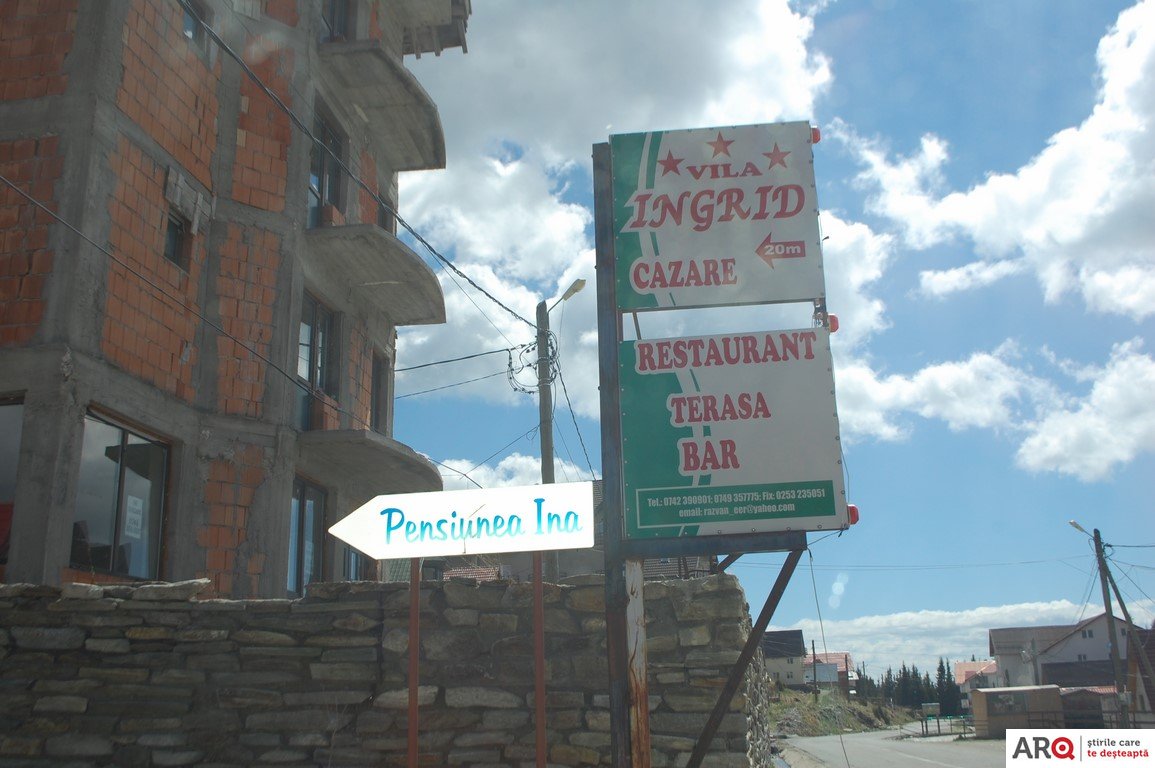 VILA
INGRID
20m
CAZARE
RESTAURANT
TERASA
BAR
Tel.: 0742 390901; 0749 357775; Fix: 0253 235051
email: razvan_eer@yahoo.com
Pensiunea Ina
ARQ
știrile care
te deșteaptă